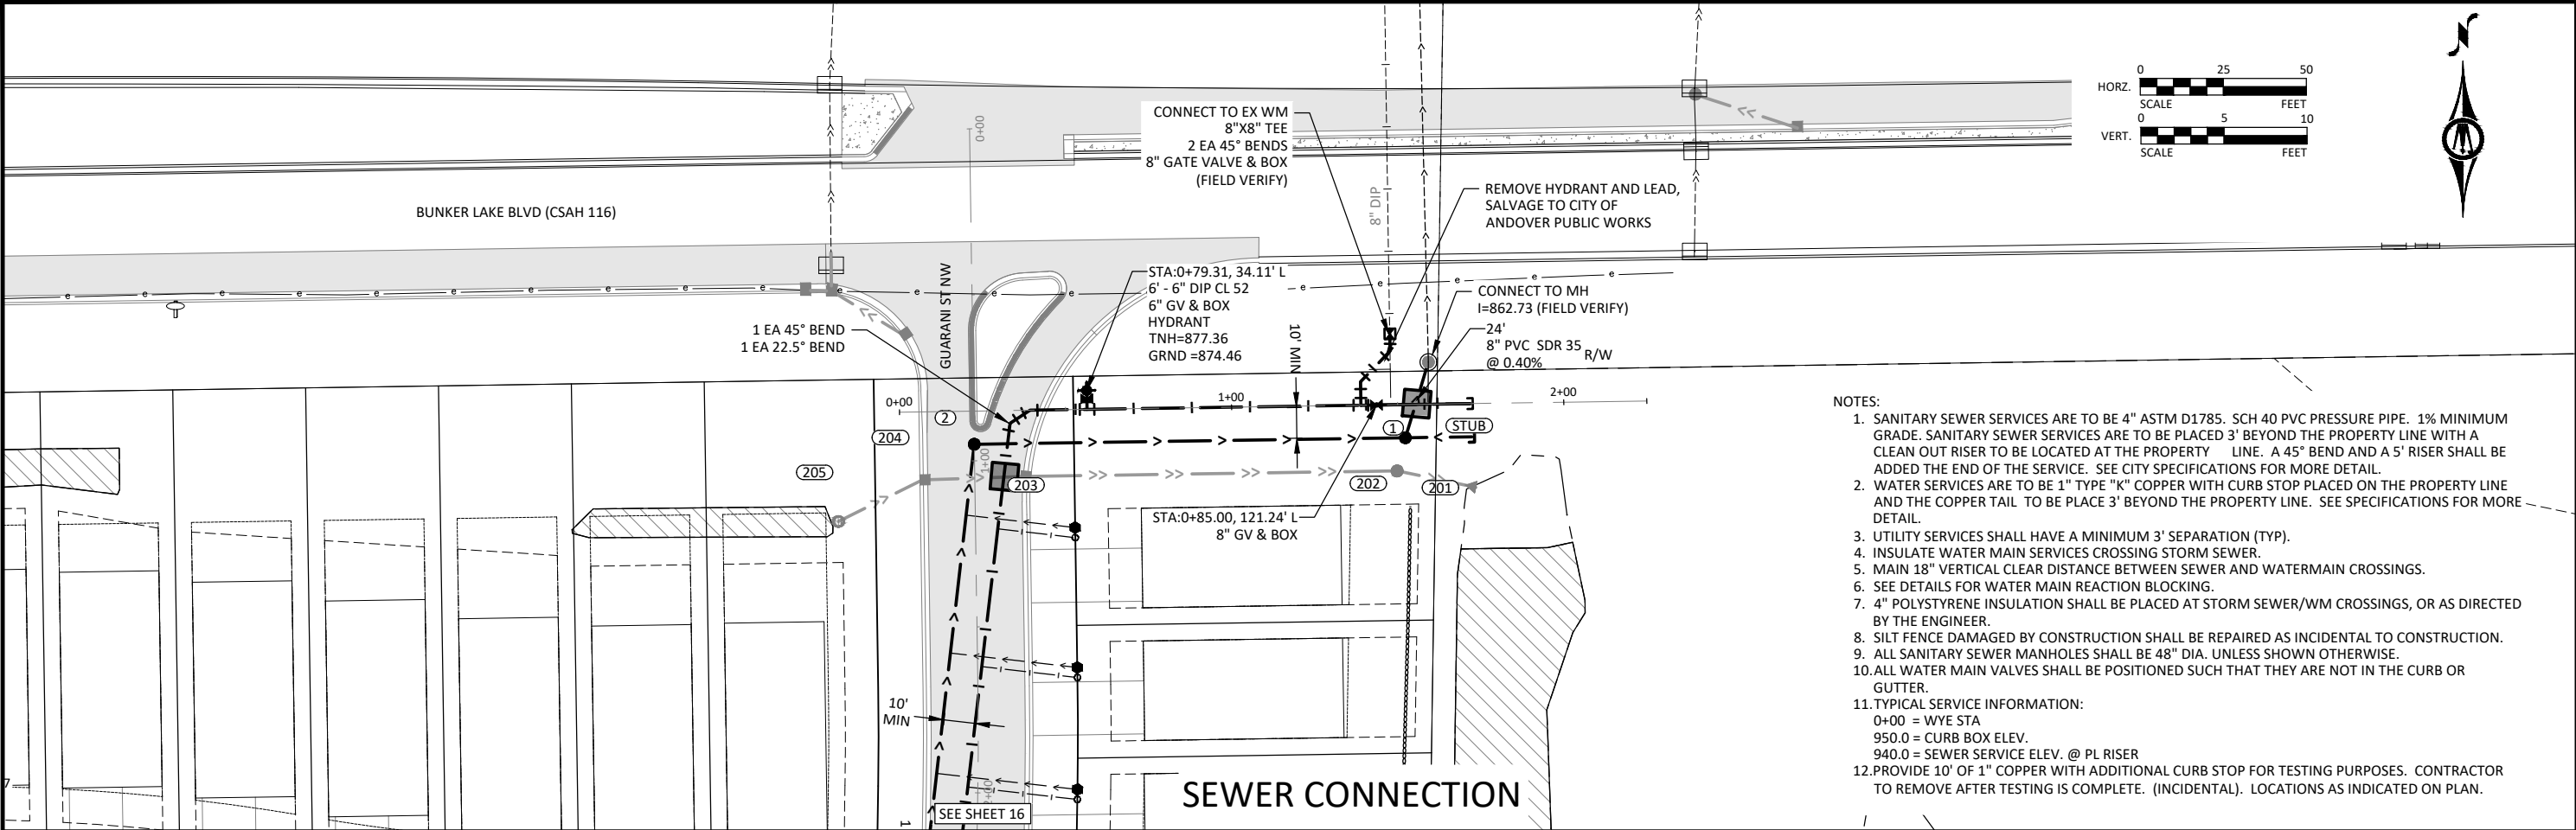 HORZ.
0 25 50
SCALE FEET
VERT.
0 5 10
SCALE FEET
N
BUNKER LAKE BLVD (CSAH 116)
0+00
CONNECT TO EX WM
8"X8" TEE
2 EA 45° BENDS
8" GATE VALVE & BOX
(FIELD VERIFY)
8" DIP
REMOVE HYDRANT AND LEAD,
SALVAGE TO CITY OF
ANDOVER PUBLIC WORKS
GUARANI ST NW
STA:0+79.31, 34.11' L
6' - 6" DIP CL 52
6" GV & BOX
HYDRANT
TNH=877.36
GRND =874.46
CONNECT TO MH
I=862.73 (FIELD VERIFY)
24'
8" PVC SDR 35
@ 0.40%
R/W
1 EA 45° BEND
1 EA 22.5° BEND
10' MIN
0+00
1+00
2+00
2
204
205
203
1
STUB
202
201
1+00
STA:0+85.00, 121.24' L
8" GV & BOX
10'
MIN
2+00
SEE SHEET 16
1
7
SEWER CONNECTION
NOTES:
1. SANITARY SEWER SERVICES ARE TO BE 4" ASTM D1785. SCH 40 PVC PRESSURE PIPE. 1% MINIMUM
GRADE. SANITARY SEWER SERVICES ARE TO BE PLACED 3' BEYOND THE PROPERTY LINE WITH A
CLEAN OUT RISER TO BE LOCATED AT THE PROPERTY LINE. A 45° BEND AND A 5' RISER SHALL BE
ADDED THE END OF THE SERVICE. SEE CITY SPECIFICATIONS FOR MORE DETAIL.
2. WATER SERVICES ARE TO BE 1" TYPE "K" COPPER WITH CURB STOP PLACED ON THE PROPERTY LINE
AND THE COPPER TAIL TO BE PLACE 3' BEYOND THE PROPERTY LINE. SEE SPECIFICATIONS FOR MORE
DETAIL.
3. UTILITY SERVICES SHALL HAVE A MINIMUM 3' SEPARATION (TYP).
4. INSULATE WATER MAIN SERVICES CROSSING STORM SEWER.
5. MAIN 18" VERTICAL CLEAR DISTANCE BETWEEN SEWER AND WATERMAIN CROSSINGS.
6. SEE DETAILS FOR WATER MAIN REACTION BLOCKING.
7. 4" POLYSTYRENE INSULATION SHALL BE PLACED AT STORM SEWER/WM CROSSINGS, OR AS DIRECTED
BY THE ENGINEER.
8. SILT FENCE DAMAGED BY CONSTRUCTION SHALL BE REPAIRED AS INCIDENTAL TO CONSTRUCTION.
9. ALL SANITARY SEWER MANHOLES SHALL BE 48" DIA. UNLESS SHOWN OTHERWISE.
10.ALL WATER MAIN VALVES SHALL BE POSITIONED SUCH THAT THEY ARE NOT IN THE CURB OR
GUTTER.
11.TYPICAL SERVICE INFORMATION:
0+00 = WYE STA
950.0 = CURB BOX ELEV.
940.0 = SEWER SERVICE ELEV. @ PL RISER
12.PROVIDE 10' OF 1" COPPER WITH ADDITIONAL CURB STOP FOR TESTING PURPOSES. CONTRACTOR
TO REMOVE AFTER TESTING IS COMPLETE. (INCIDENTAL). LOCATIONS AS INDICATED ON PLAN.